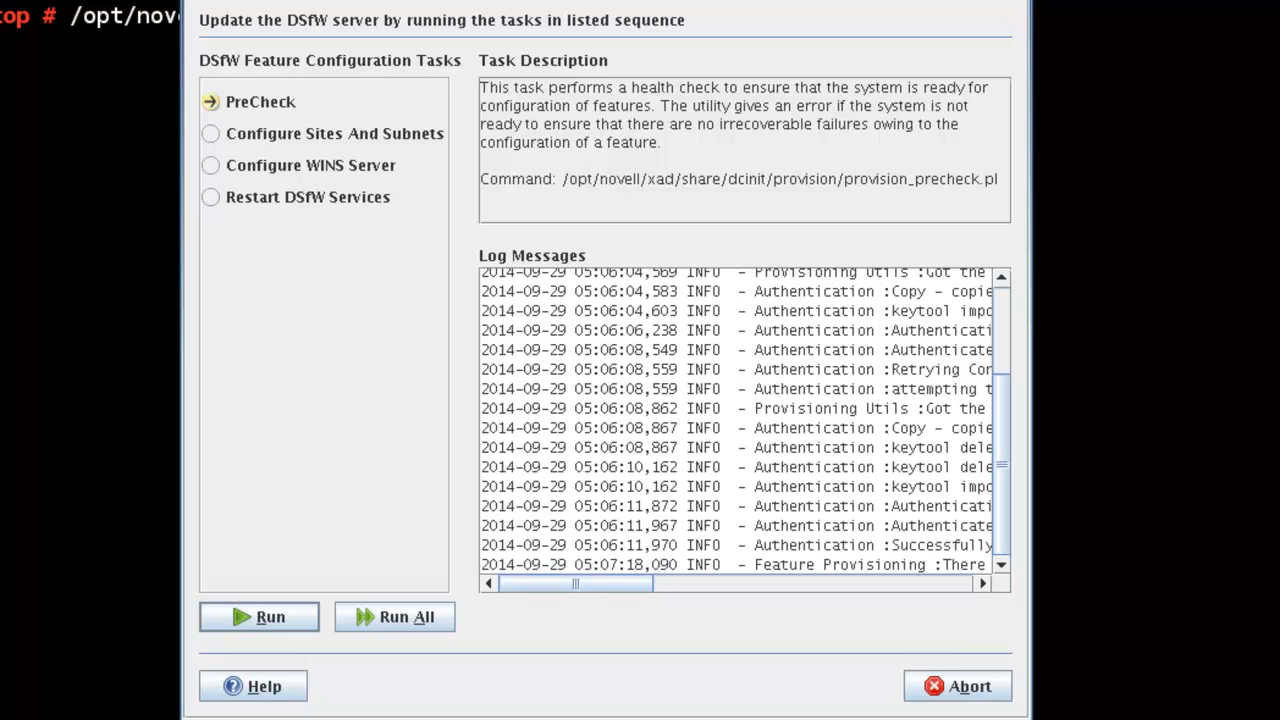 top # /opt/nov
Update the DSfW server by running the tasks in listed sequence
DSfW Feature Configuration Tasks
PreCheck
Configure Sites And Subnets
Configure WINS Server
Restart DSfW Services
Task Description
This task performs a health check to ensure that the system is ready for
configuration of features. The utility gives an error if the system is not
ready to ensure that there are no irrecoverable failures owing to the
configuration of a feature.
Command: /opt/novell/xad/share/dcinit/provision/provision_precheck.pl
Log Messages
2014-09-29 05:06:04,569 INFO - Provisioning Utils :Got the
2014-09-29 05:06:04,583 INFO - Authentication :Copy - copie
2014-09-29 05:06:04,603 INFO - Authentication :keytool impo
2014-09-29 05:06:06,238 INFO - Authentication :Authenticati
2014-09-29 05:06:08,549 INFO - Authentication :Authenticate
2014-09-29 05:06:08,559 INFO - Authentication :Retrying Con
2014-09-29 05:06:08,559 INFO - Authentication :attempting t
2014-09-29 05:06:08,862 INFO - Provisioning Utils :Got the
2014-09-29 05:06:08,867 INFO - Authentication :Copy - copie
2014-09-29 05:06:08,867 INFO - Authentication :keytool dele
2014-09-29 05:06:10,162 INFO - Authentication :keytool dele
2014-09-29 05:06:10,162 INFO - Authentication :keytool impo
2014-09-29 05:06:11,872 INFO - Authentication :Authenticati
2014-09-29 05:06:11,967 INFO - Authentication :Authenticate
2014-09-29 05:06:11,970 INFO - Authentication :Successfully
2014-09-29 05:07:18,090 INFO - Feature Provisioning :There
Run
Run All
Help
Abort